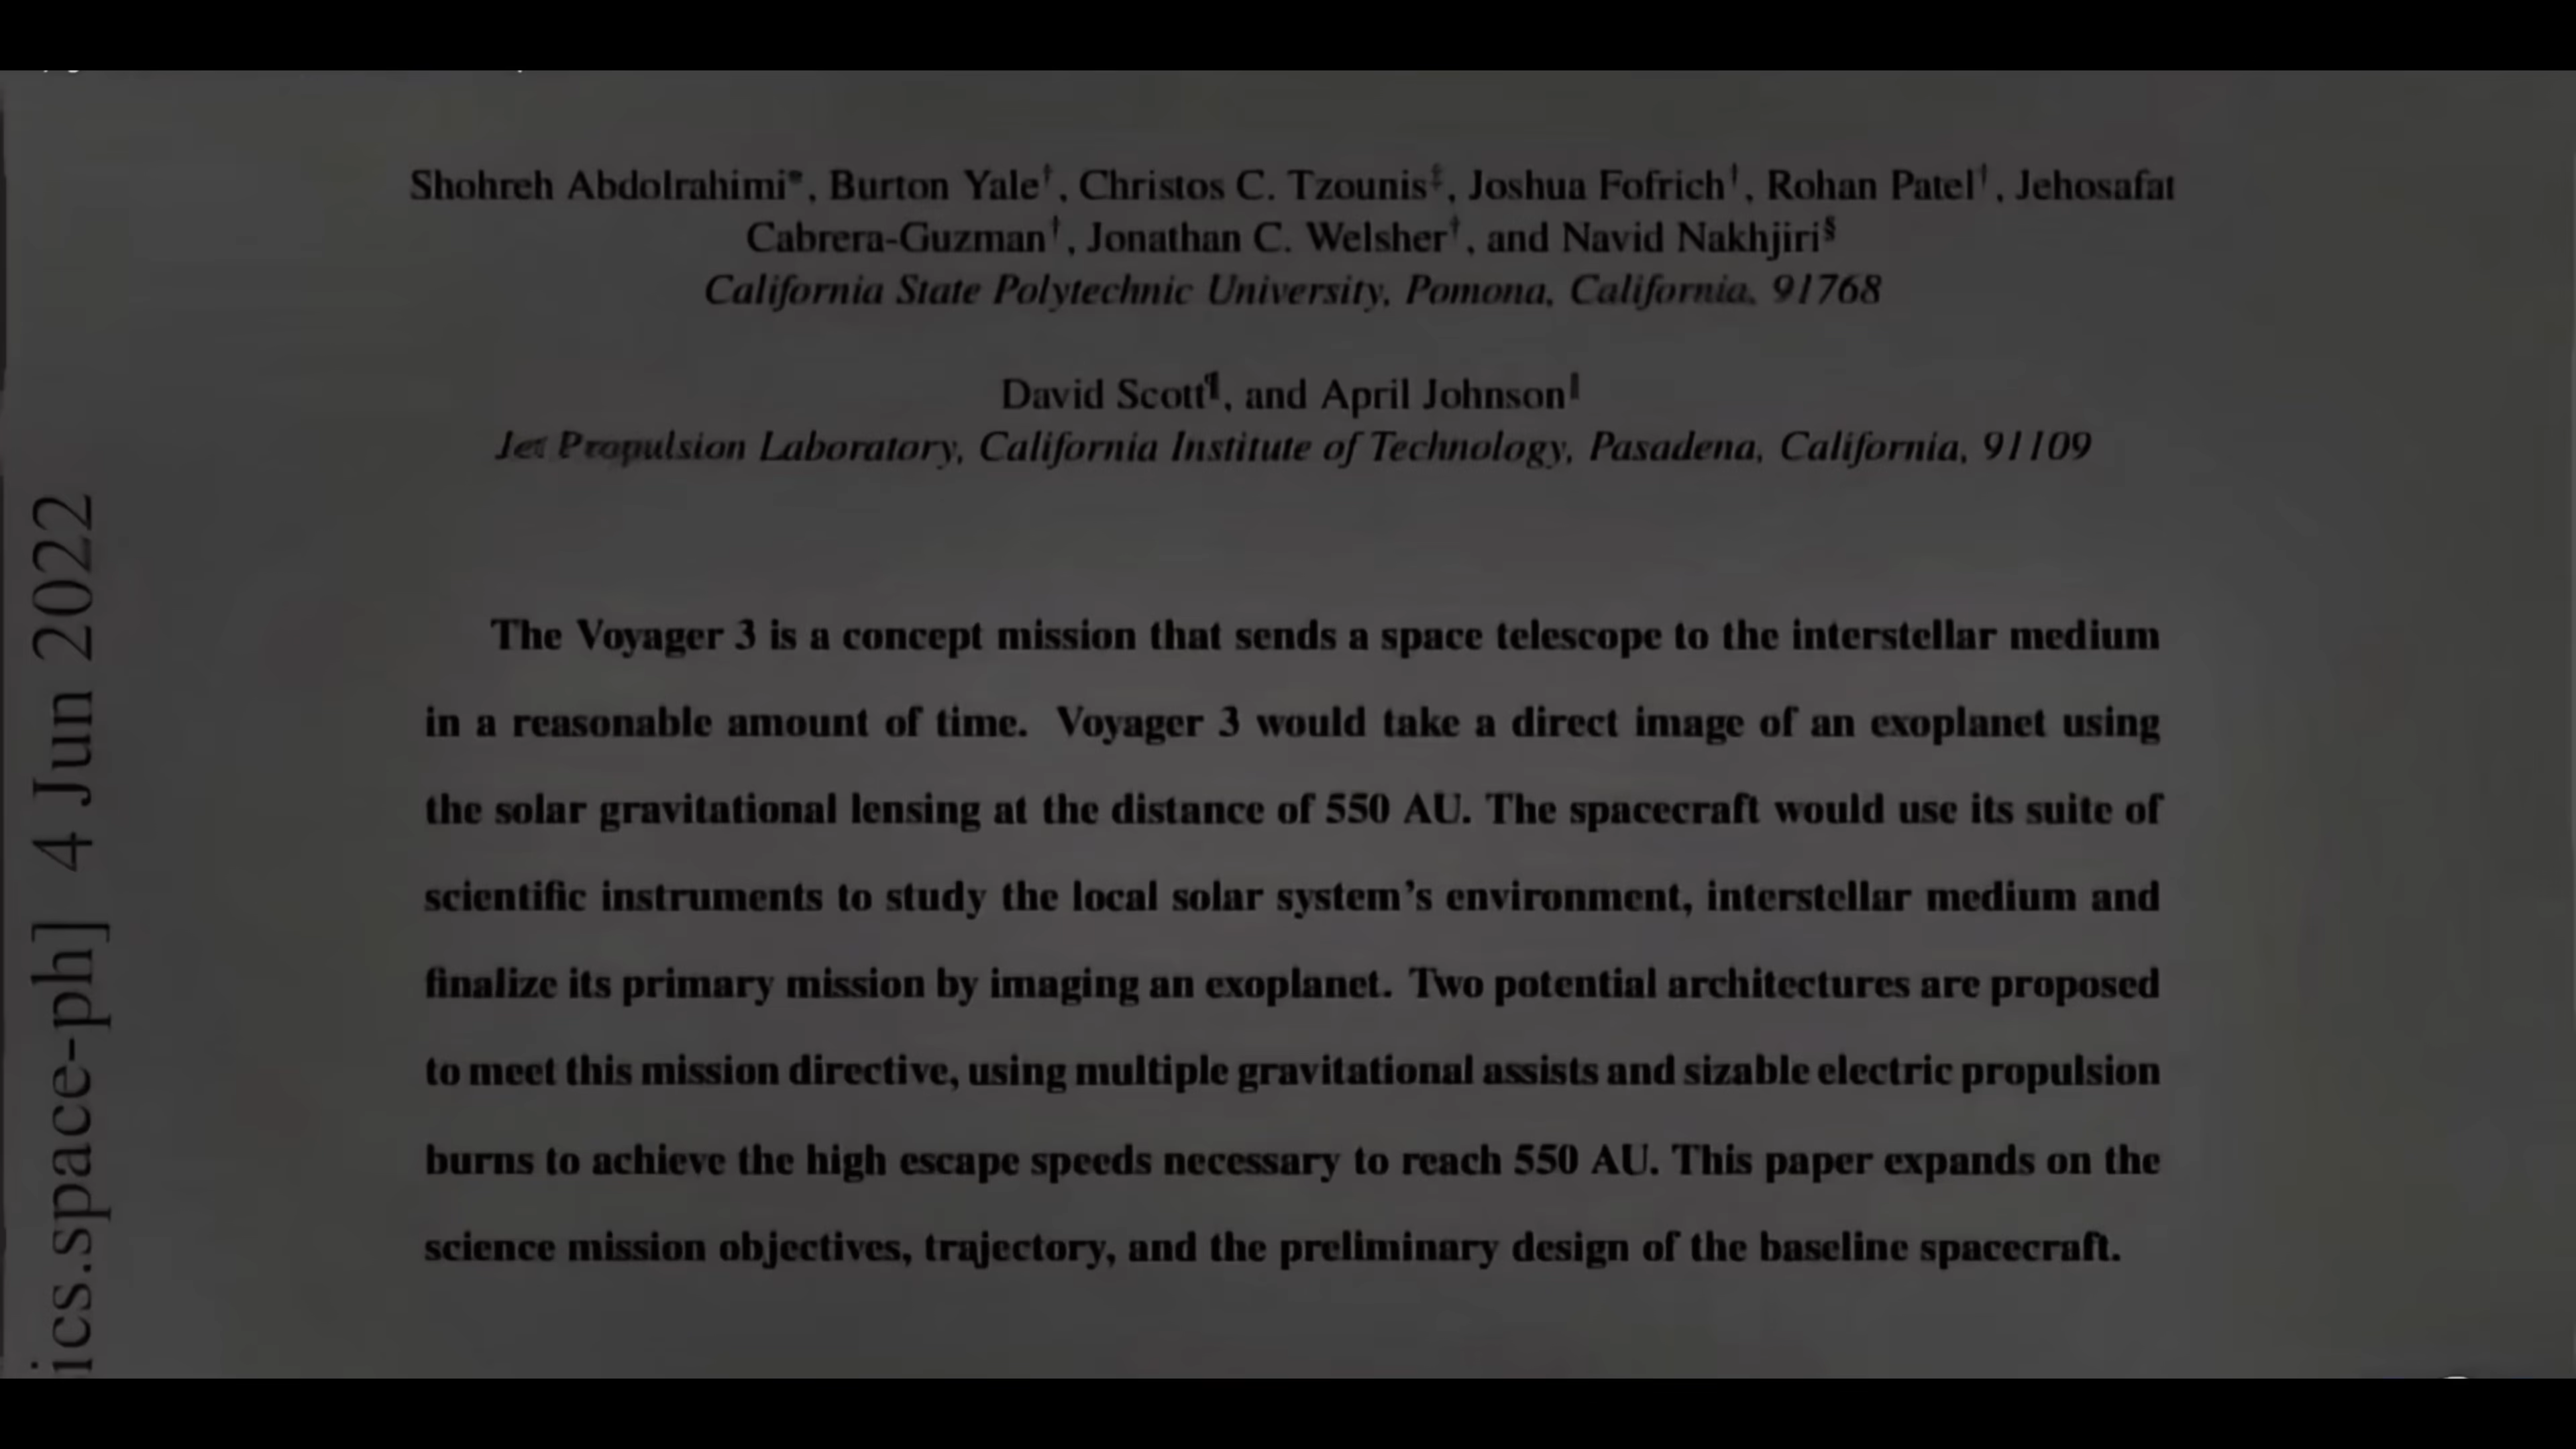 Shohreh Abdolrahimi*, Burton Yale†, Christos C. Tzounis‡, Joshua Fofrich†, Rohan Patel†, Jehosafat
Cabrera-Guzman†, Jonathan C. Welsher†, and Navid Nakhjiri§
California State Polytechnic University, Pomona, California, 91768
David Scott¶, and April Johnson‖
Jet Propulsion Laboratory, California Institute of Technology, Pasadena, California, 91109
The Voyager 3 is a concept mission that sends a space telescope to the interstellar medium
in a reasonable amount of time. Voyager 3 would take a direct image of an exoplanet using
the solar gravitational lensing at the distance of 550 AU. The spacecraft would use its suite of
scientific instruments to study the local solar system's environment, interstellar medium and
finalize its primary mission by imaging an exoplanet. Two potential architectures are proposed
to meet this mission directive, using multiple gravitational assists and sizable electric propulsion
burns to achieve the high escape speeds necessary to reach 550 AU. This paper expands on the
science mission objectives, trajectory, and the preliminary design of the baseline spacecraft.
ics.space-ph] 4 Jun 2022